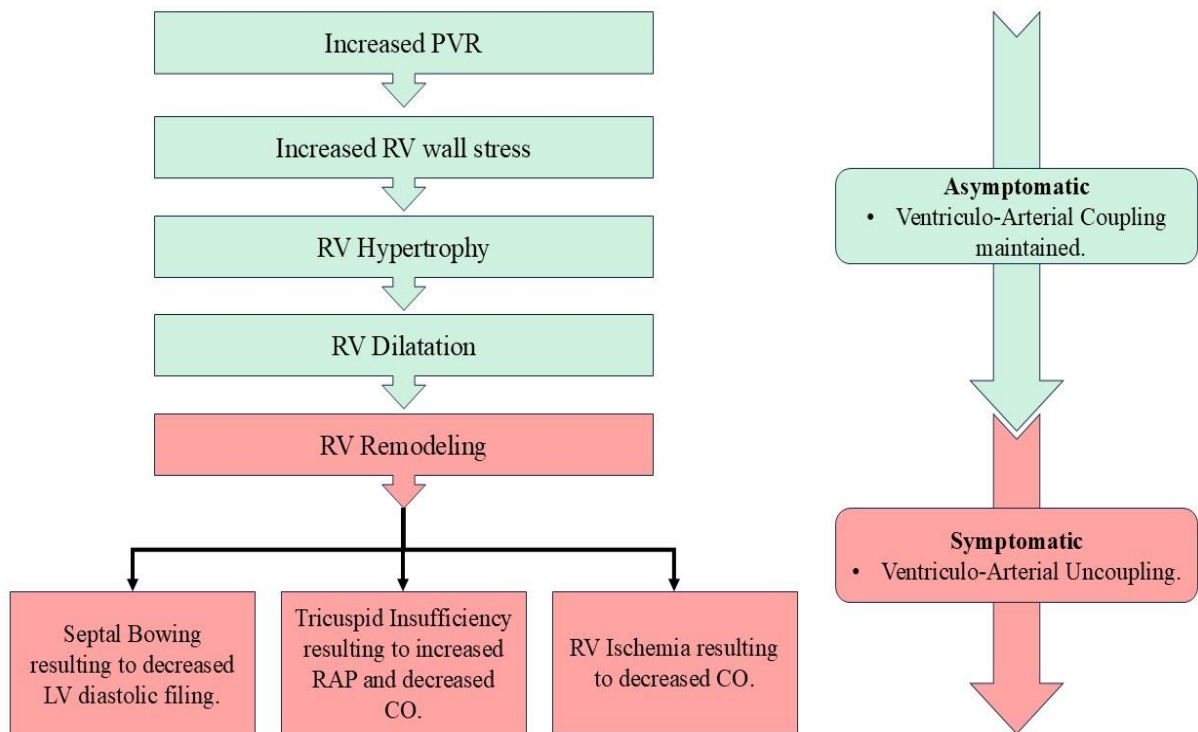 Increased PVR
Increased RV wall stress
RV Hypertrophy
RV Dilatation
RV Remodeling
Septal Bowing
resulting to decreased
LV diastolic filing.
Tricuspid Insufficiency
resulting to increased
RAP and decreased
CO.
RV Ischemia resulting
to decreased CO.
Asymptomatic
• Ventriculo-Arterial Coupling
maintained.
Symptomatic
• Ventriculo-Arterial Uncoupling.